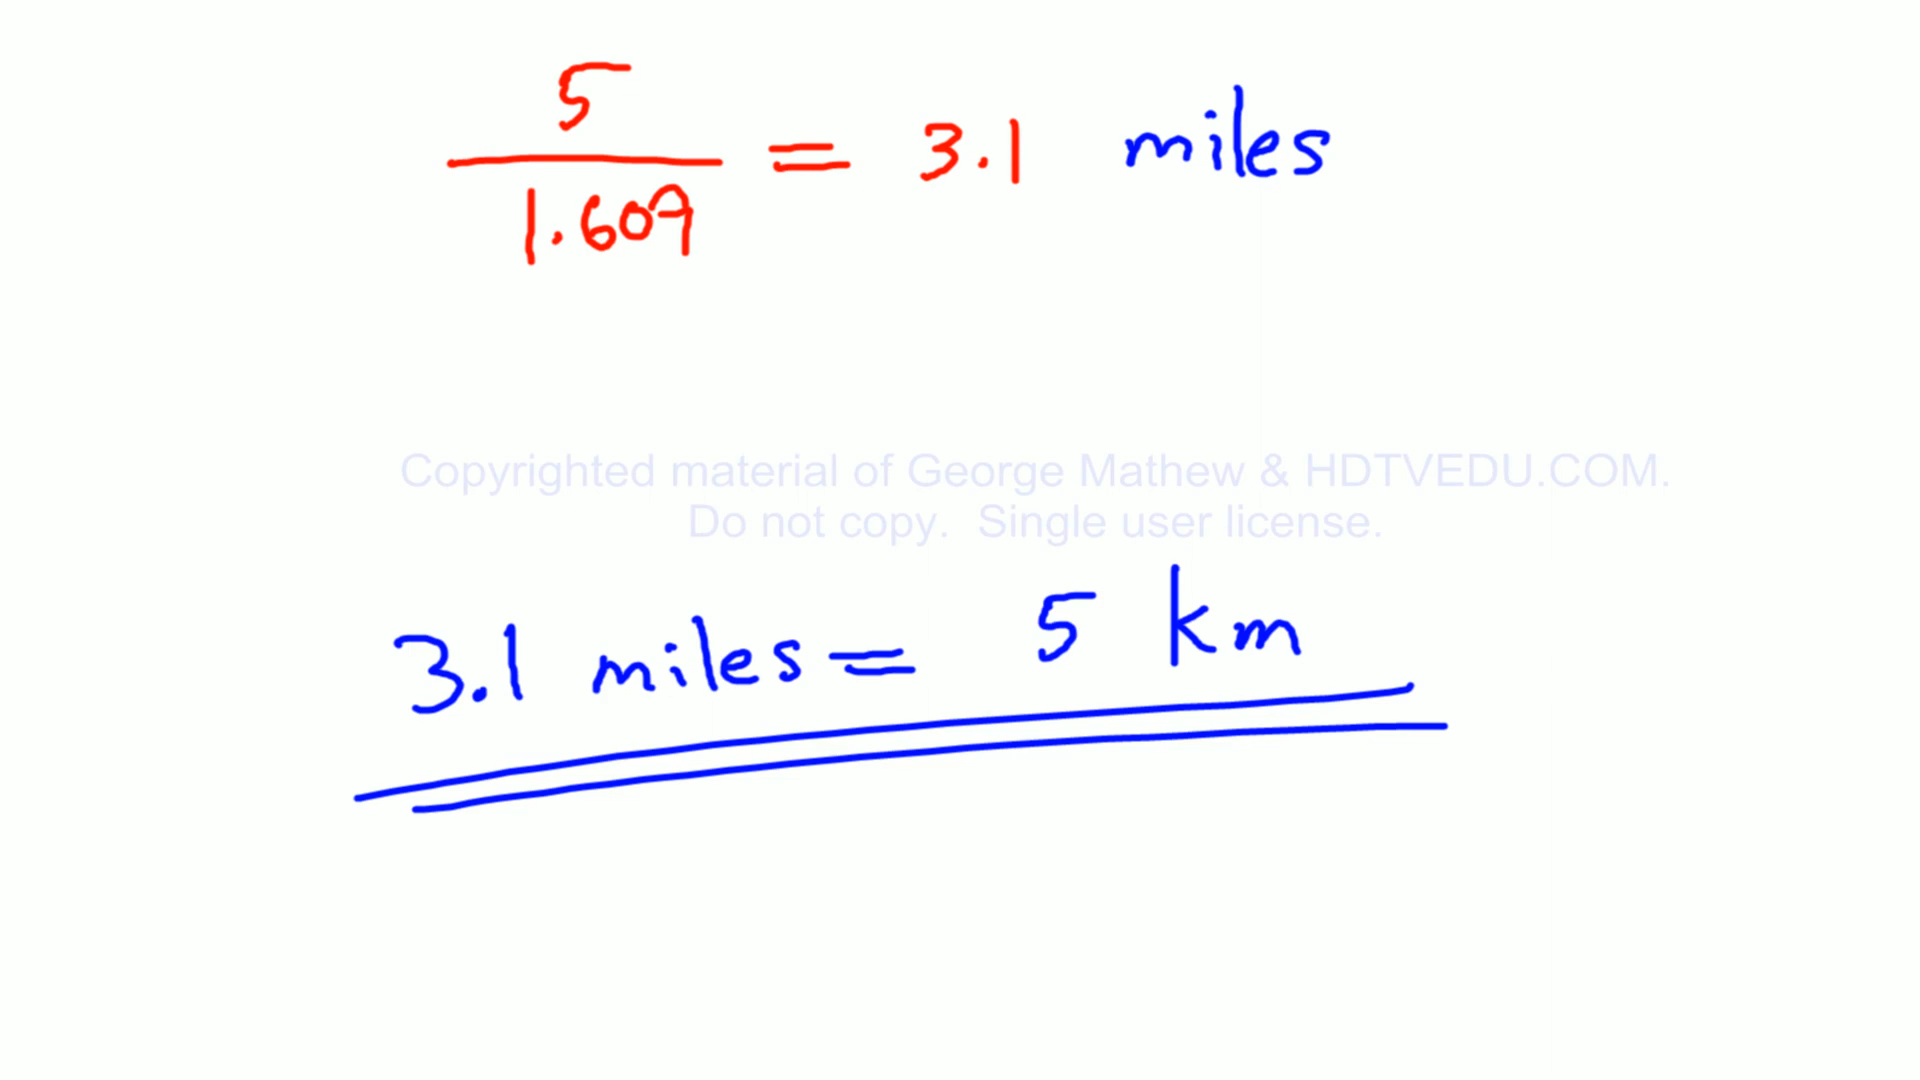 5
1.609
= 3.1 miles
Copyrighted material of George Mathew & HDTVEDU.COM.
Do not copy. Single user license.
3.1 miles = 5 km